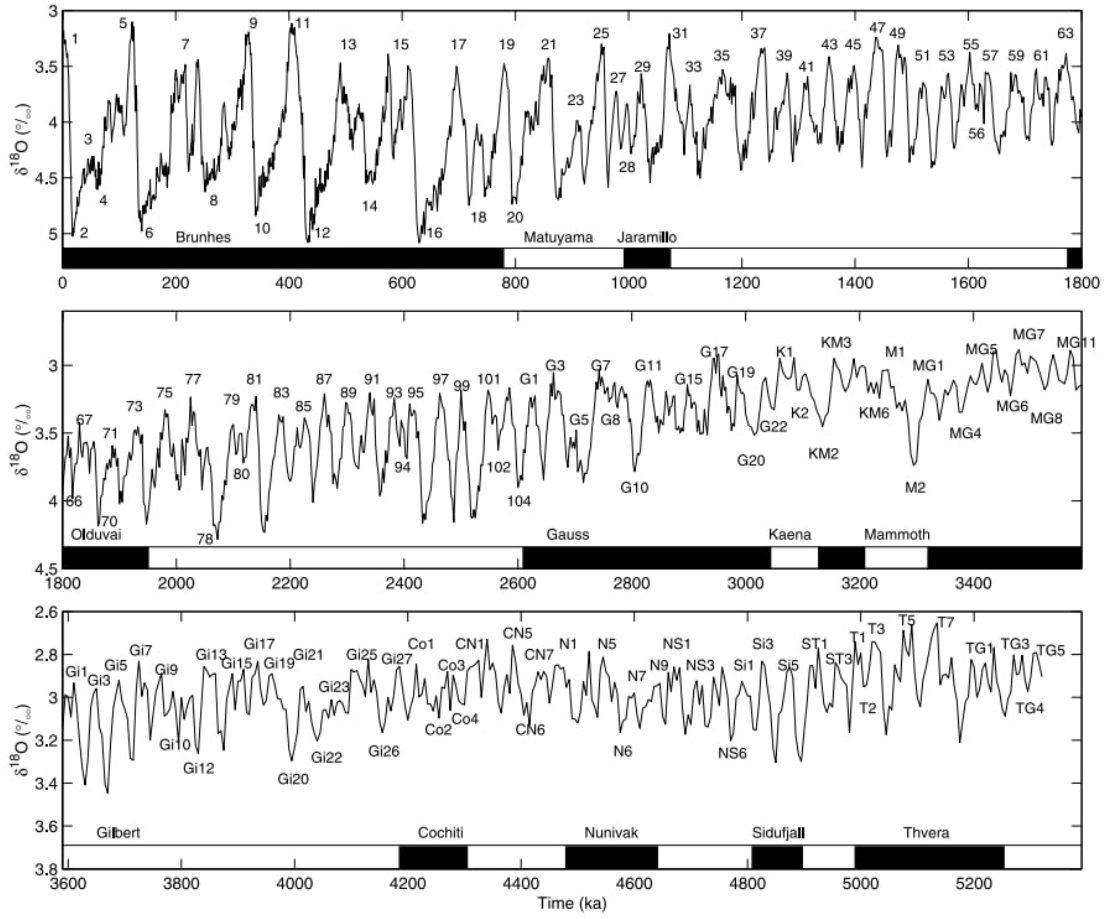 3
3.5
4
4.5
5
δ18O (°/oo)
1 5 7 9 11 13 15 17 19 21 25 27 29 31 33 35 37 39 41 43 45 47 49 51 53 55 57 59 61 63
3 23
2 4 6 8 10 12 14 16 18 20 28 56
Brunhes Matuyama Jaramillo
0 200 400 600 800 1000 1200 1400 1600 1800
3
3.5
4
4.5
δ18O (°/oo)
67 71 73 75 77 79 81 83 85 87 89 91 93 95 97 99 101 G1 G3 G7 G11 G15 G17 G19 K1 KM3 M1 MG1 MG5 MG7 MG11
66 70 78 80 94 102 104 G5 G8 G10 G20 G22 K2 KM2 KM6 M2 MG4 MG6 MG8
Olduvai Gauss Kaena Mammoth
1800 2000 2200 2400 2600 2800 3000 3200 3400
2.6
2.8
3
3.2
3.4
3.6
3.8
δ18O (°/oo)
Gi1 Gi3 Gi5 Gi7 Gi9 Gi13 Gi15 Gi17 Gi19 Gi21 Gi23 Gi25 Gi27 Co1 Co3 CN1 CN5 CN7 N1 N5 N7 N9 NS1 NS3 Si1 Si3 Si5 ST1 ST3 T1 T3 T5 T7 TG1 TG3 TG5
Gi10 Gi12 Gi20 Gi22 Gi26 Co2 Co4 CN6 N6 NS6 T2 TG4
Gilbert Cochiti Nunivak Sidufjall Thvera
3600 3800 4000 4200 4400 4600 4800 5000 5200
Time (ka)